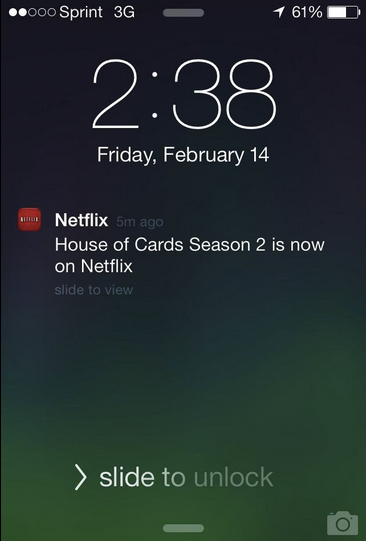 Sprint 3G 61%
2:38
Friday, February 14
NETFLIX
Netflix 5m ago
House of Cards Season 2 is now
on Netflix
slide to view
slide to unlock